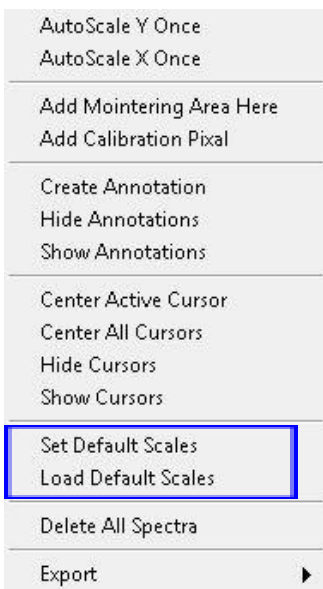 AutoScale Y Once
AutoScale X Once
Add Mointering Area Here
Add Calibration Pixal
Create Annotation
Hide Annotations
Show Annotations
Center Active Cursor
Center All Cursors
Hide Cursors
Show Cursors
Set Default Scales
Load Default Scales
Delete All Spectra
Export